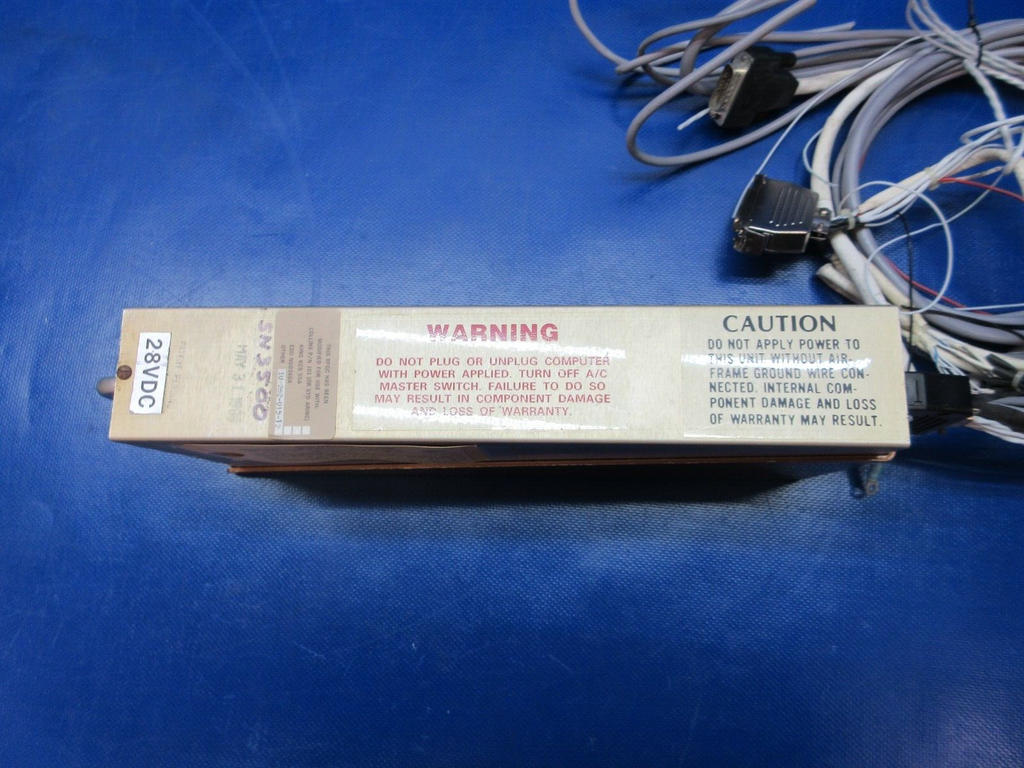 28VDC
SN3500
WARNING
DO NOT PLUG OR UNPLUG COMPUTER
WITH POWER APPLIED. TURN OFF A/C
MASTER SWITCH. FAILURE TO DO SO
MAY RESULT IN COMPONENT DAMAGE
AND LOSS OF WARRANTY.
CAUTION
DO NOT APPLY POWER TO
THIS UNIT WITHOUT AIR-
FRAME GROUND WIRE CON-
NECTED. INTERNAL COM-
PONENT DAMAGE AND LOSS
OF WARRANTY MAY RESULT.